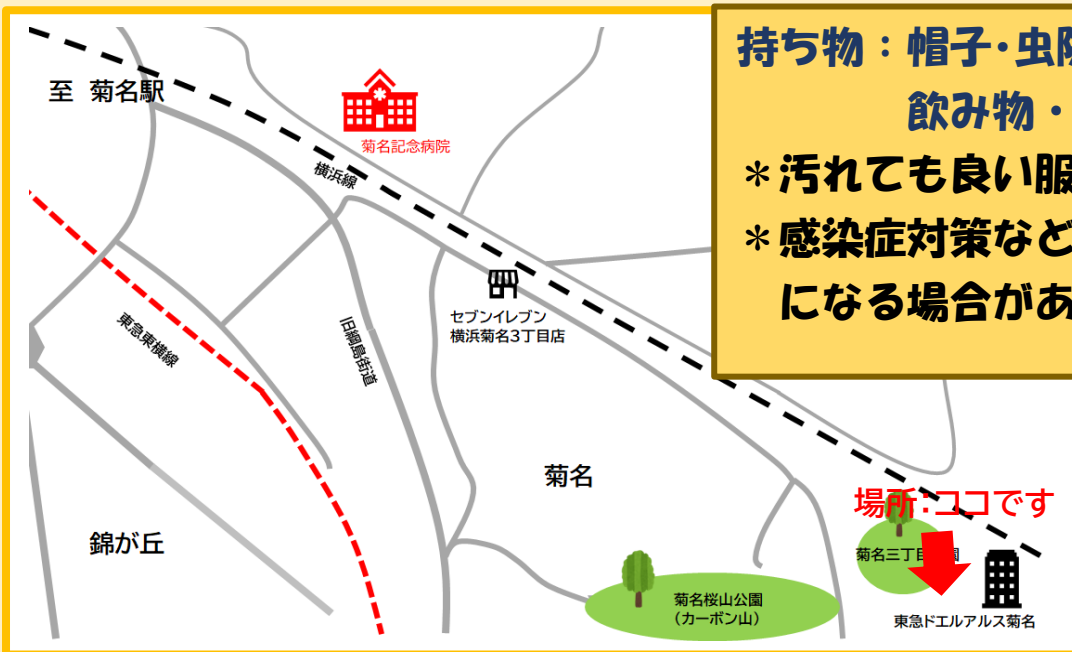 持ち物：帽子・虫
飲み物・
＊汚れても良い服
＊感染症対策など
になる場合があ
至 菊名駅
菊名記念病院
横浜線
セブンイレブン
横浜菊名3丁目店
東急東横線
旧綱島街道
菊名
錦が丘
場所：ココです
菊名三丁目 園
菊名桜山公園
（カーボン山）
東急ドエルアルス菊名